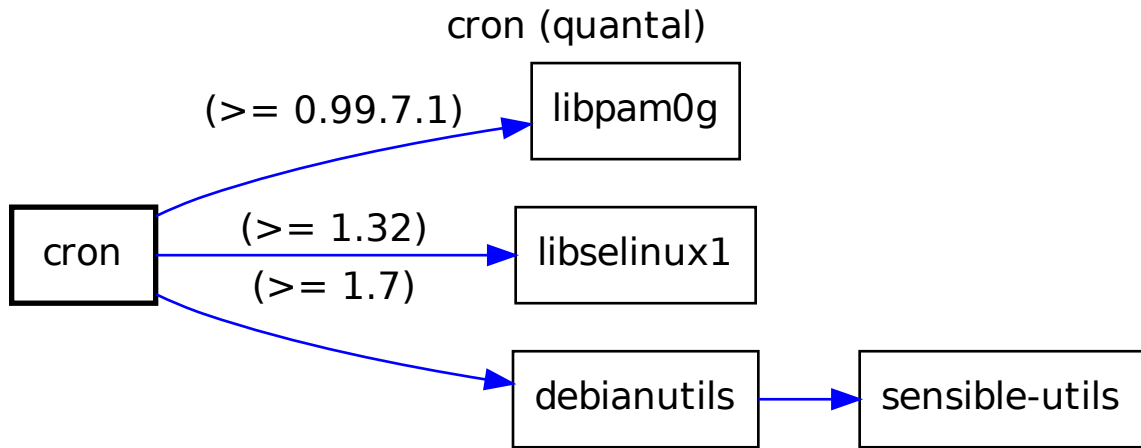 cron (quantal)
(>= 0.99.7.1)
libpam0g
cron
(>= 1.32)
libselinux1
(>= 1.7)
debianutils
sensible-utils